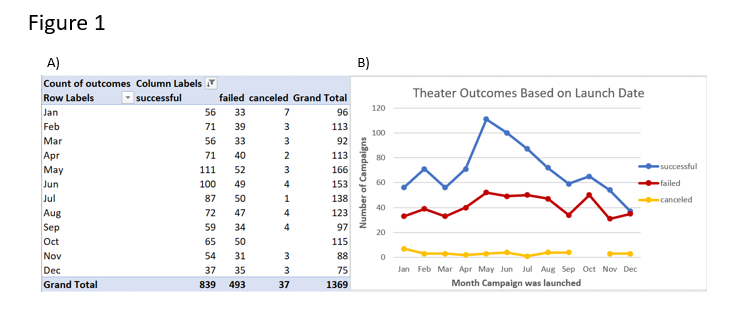 Figure 1
A)
Count of outcomes Column Labels
Row Labels successful failed canceled Grand Total
Jan 56 33 7 96
Feb 71 39 3 113
Mar 56 33 3 92
Apr 71 40 2 113
May 111 52 3 166
Jun 100 49 4 153
Jul 87 50 1 138
Aug 72 47 4 123
Sep 59 34 4 97
Oct 65 50 115
Nov 54 31 3 88
Dec 37 35 3 75
Grand Total 839 493 37 1369
B)
Theater Outcomes Based on Launch Date
Number of Campaigns
120
100
80
60
40
20
0
Jan Feb Mar Apr May Jun Jul Aug Sep Oct Nov Dec
Month Campaign was launched
successful
failed
canceled